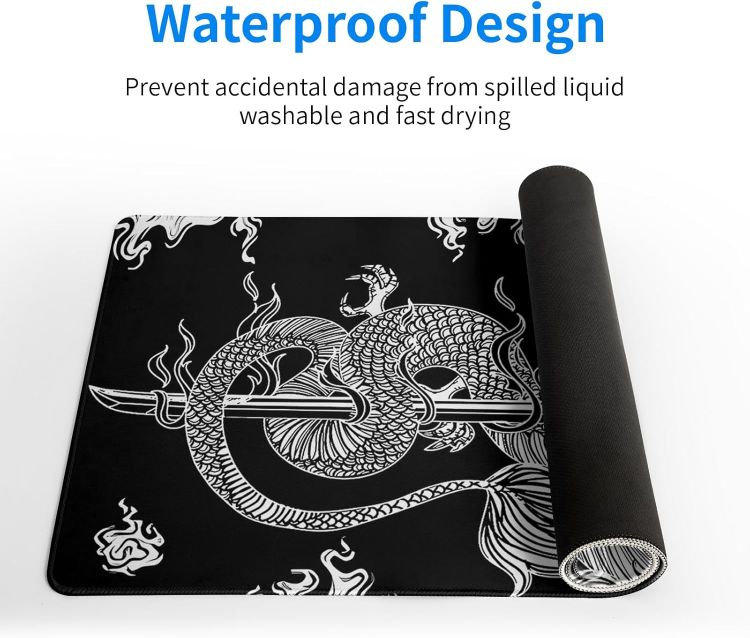 Waterproof Design
Prevent accidental damage from spilled liquid
washable and fast drying